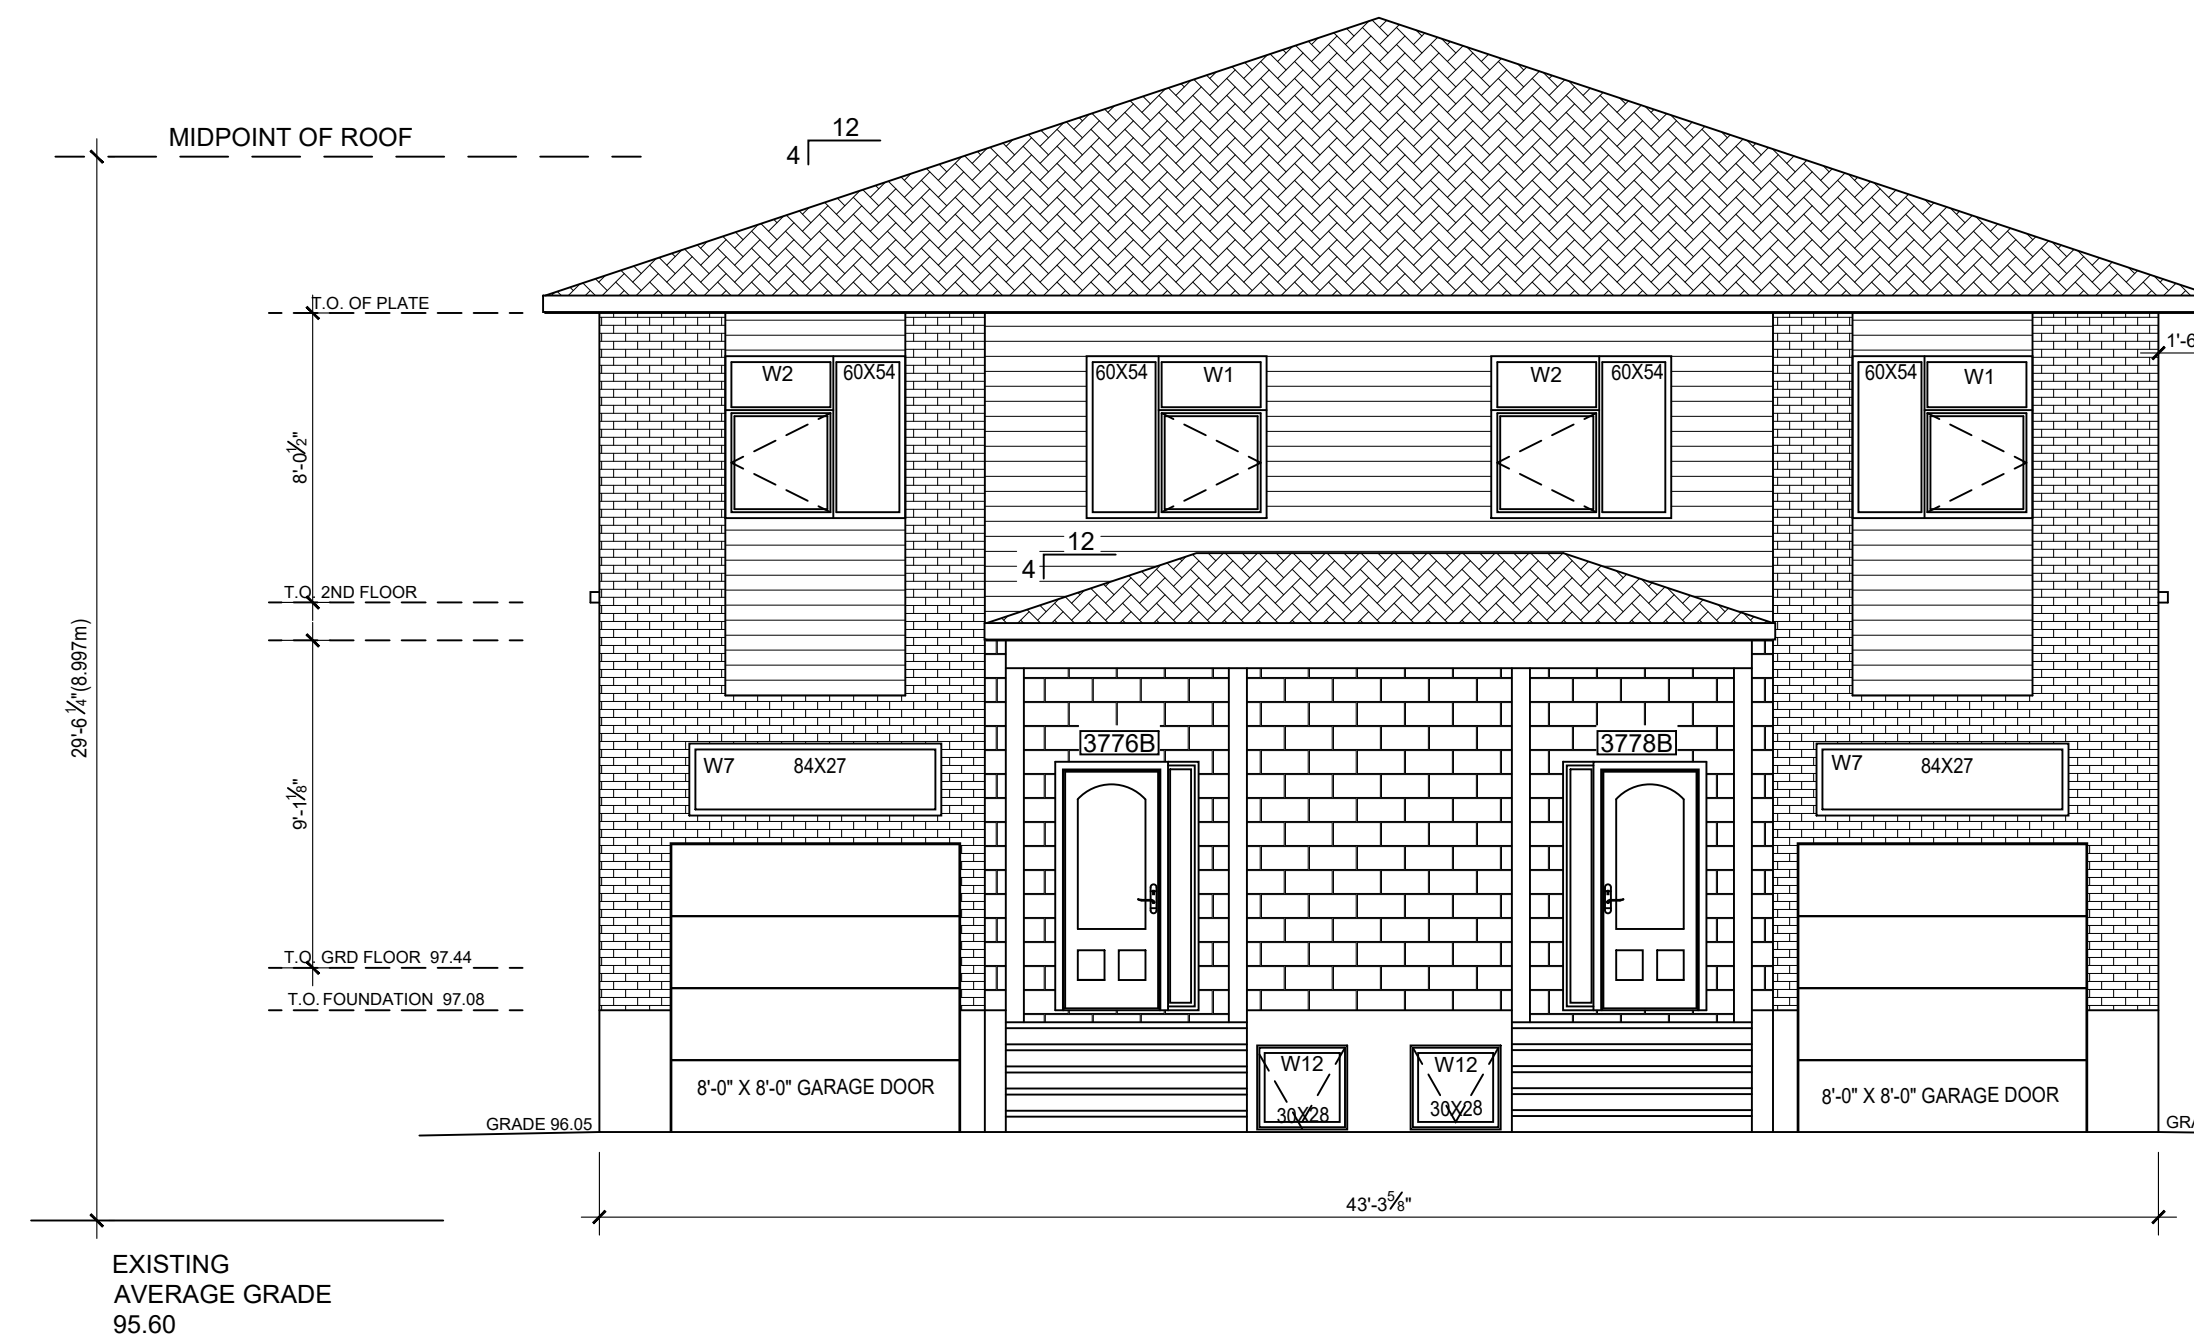 MIDPOINT OF ROOF
12
4
T.O. OF PLATE
1'-6
W2 60X54
60X54 W1
W2 60X54
60X54 W1
8'-0½"
12
4
T.O. 2ND FLOOR
29'-6¼"(8.997m)
3776B
3778B
W7 84X27
W7 84X27
9'-1⅛"
T.O. GRD FLOOR 97.44
T.O. FOUNDATION 97.08
W12
30X28
W12
30X28
8'-0" X 8'-0" GARAGE DOOR
8'-0" X 8'-0" GARAGE DOOR
GRADE 96.05
GRA
43'-3⅝"
EXISTING
AVERAGE GRADE
95.60